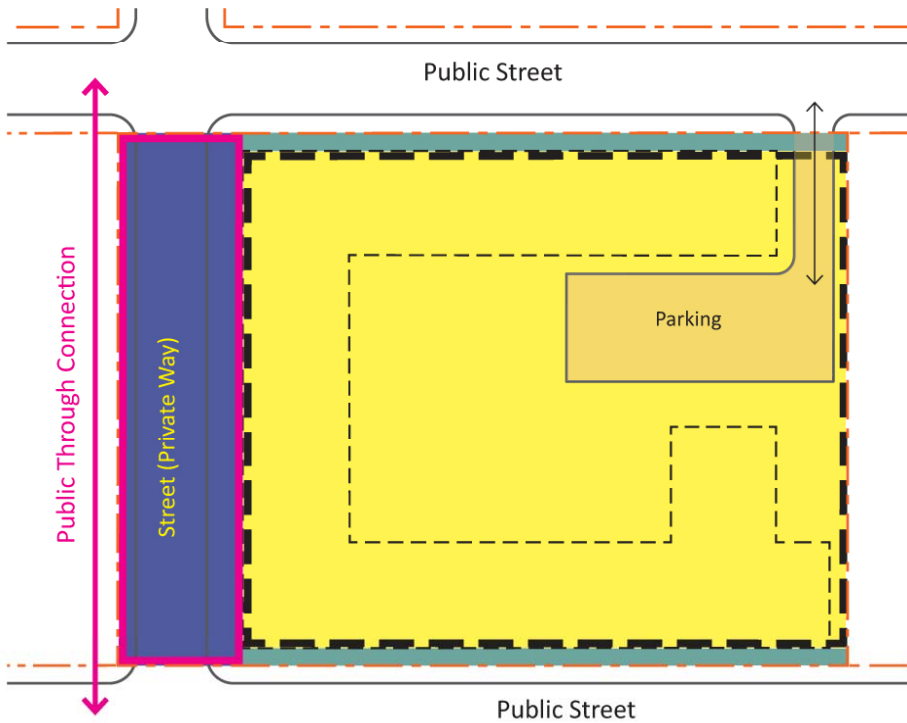 Public Street
Public Through Connection
Street (Private Way)
Parking
Public Street